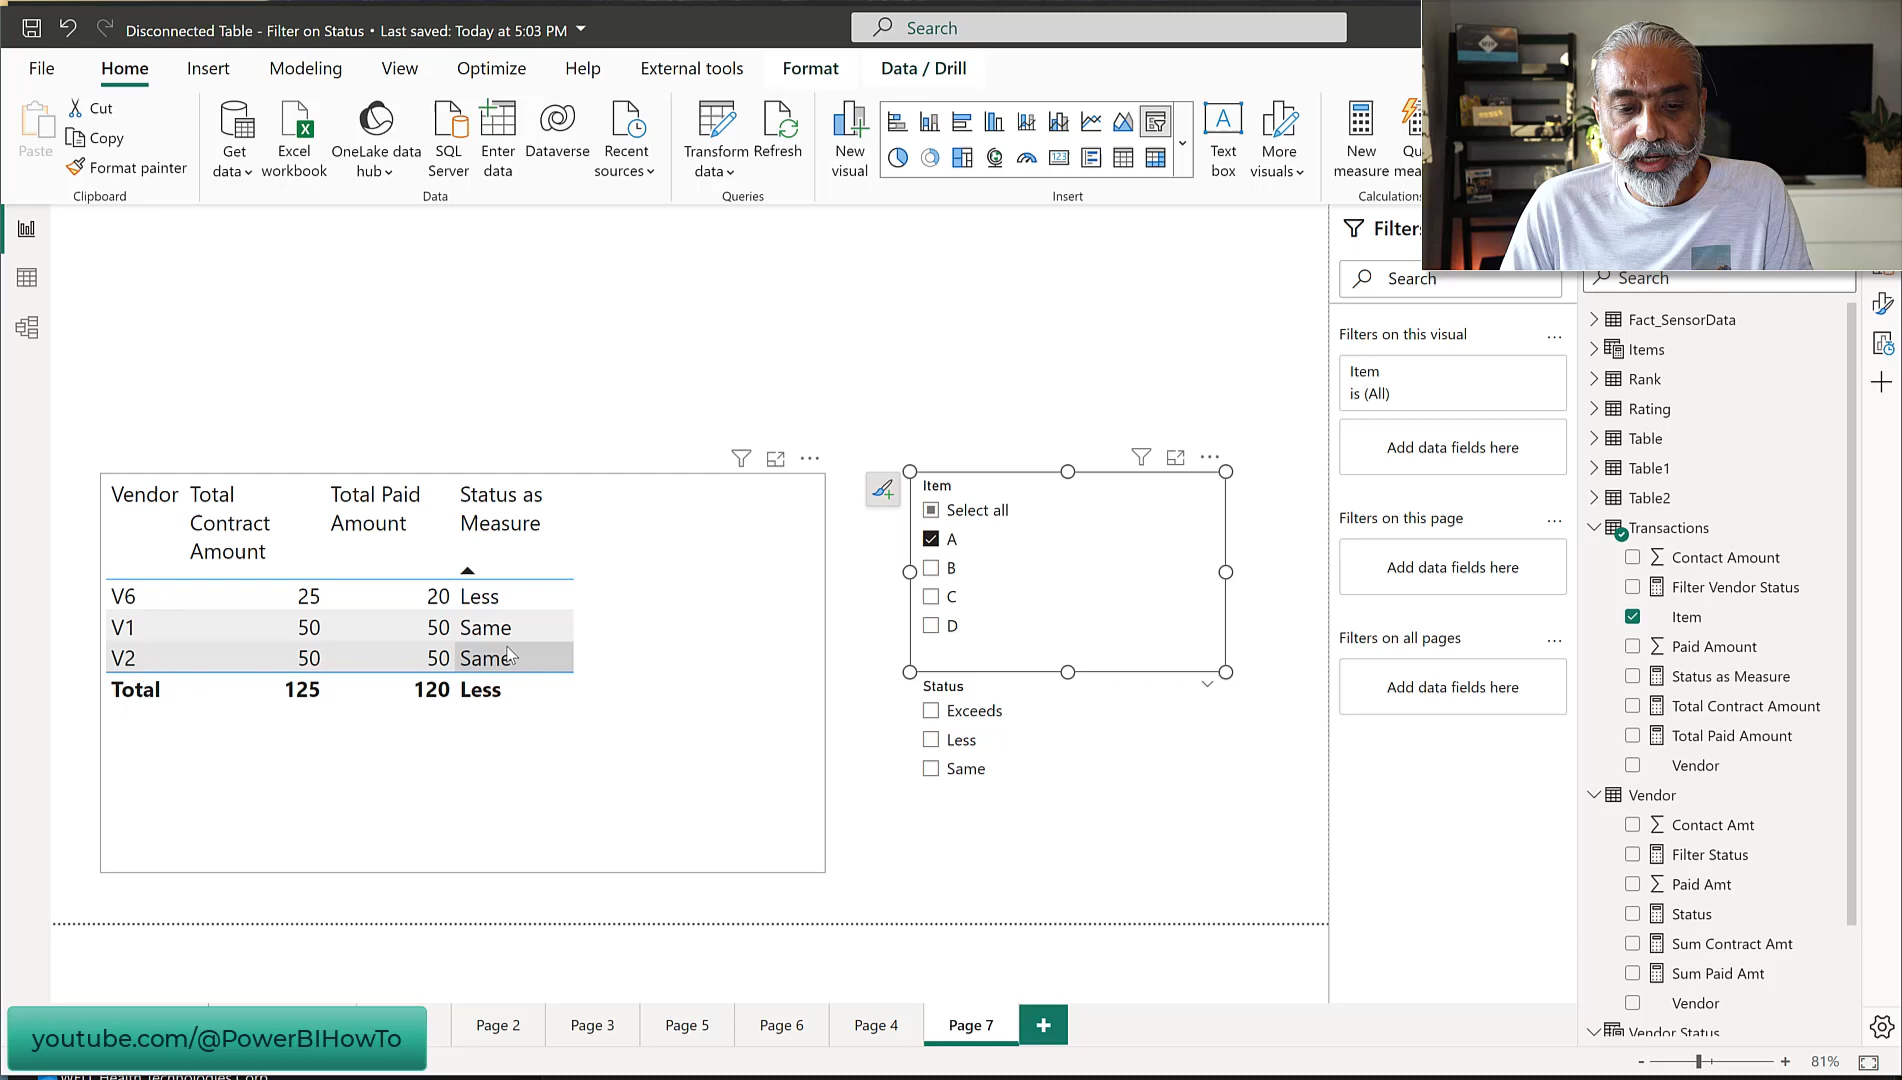 Disconnected Table - Filter on Status • Last saved: Today at 5:03 PM
Search
File Home Insert Modeling View Optimize Help External tools Format Data / Drill
Paste
Cut
Copy
Format painter
Clipboard
Get data
Excel workbook
OneLake data hub
SQL Server
Enter data
Dataverse
Recent sources
Data
Transform data
Refresh
Queries
New visual
Text box
More visuals
Insert
New measure
Calculations
Vendor Total Contract Amount Total Paid Amount Status as Measure
V6 25 20 Less
V1 50 50 Same
V2 50 50 Same
Total 125 120 Less
Item
Select all
A
B
C
D
Status
Exceeds
Less
Same
Filters
Search
Filters on this visual ...
Item
is (All)
Add data fields here
Filters on this page ...
Add data fields here
Filters on all pages ...
Add data fields here
Search
Fact_SensorData
Items
Rank
Rating
Table
Table1
Table2
Transactions
Contact Amount
Filter Vendor Status
Item
Paid Amount
Status as Measure
Total Contract Amount
Total Paid Amount
Vendor
Vendor
Contact Amt
Filter Status
Paid Amt
Status
Sum Contract Amt
Sum Paid Amt
Vendor
Vendor Status
youtube.com/@PowerBIHowTo
Page 2 Page 3 Page 5 Page 6 Page 4 Page 7 +
- + 81%